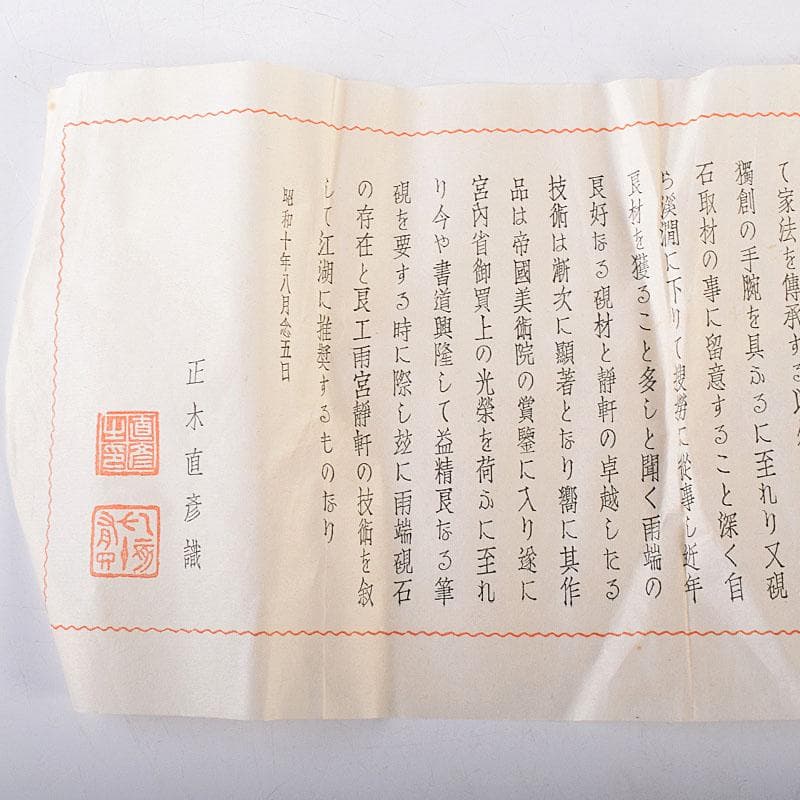 て家法を傳承する
獨創の手腕を具ふるに至れり又硯
石取材の事に留意すること深く自
ら溪澗に下りて搜勞に從事し近年
良材を獲ること多しと聞く雨端の
良好なる硯材と靜軒の卓越したる
技術は漸次に顯著となり嚮に其作
品は帝國美術院の賞鑒に入り遂に
宮內省御買上の光榮を荷ふに至れ
り今や書道興隆して益精良なる筆
硯を要する時に際し玆に雨端硯石
の存在と良工雨宮靜軒の技術を敘
して江湖に推奬するものなり
昭和十年八月念五日
正木直彥識
直彥
之印